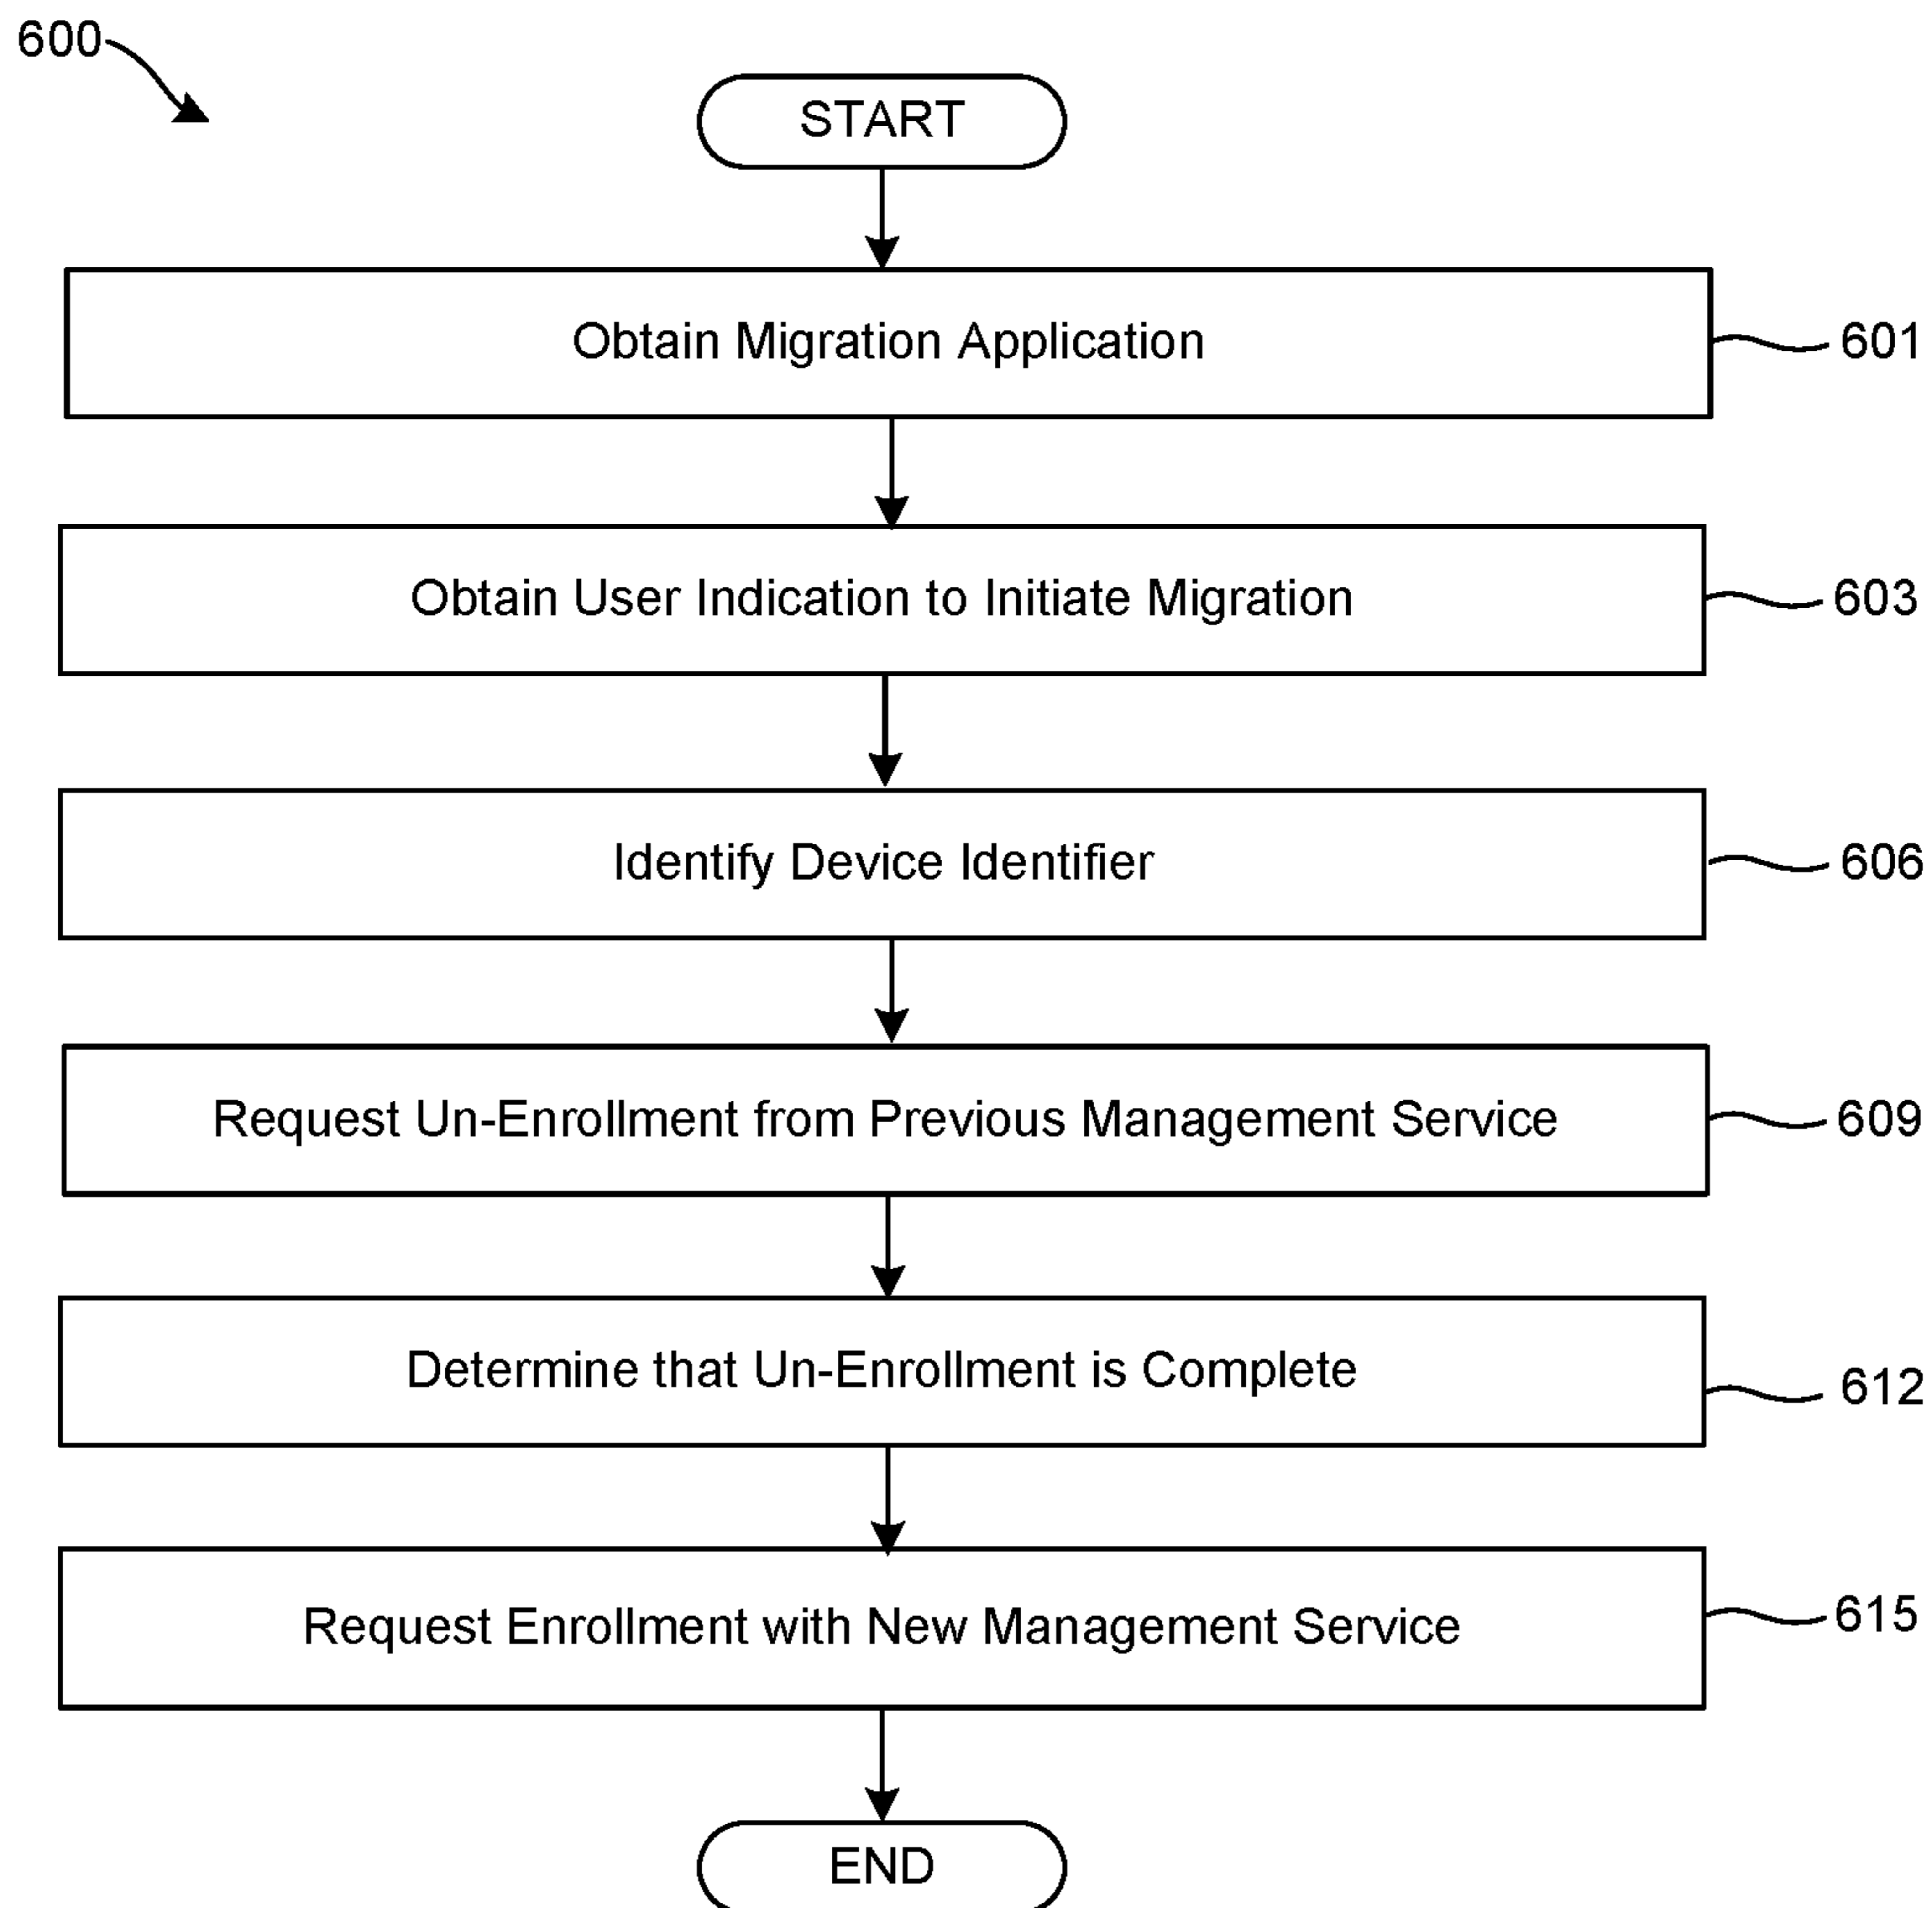 600
START
Obtain Migration Application
601
Obtain User Indication to Initiate Migration
603
Identify Device Identifier
606
Request Un-Enrollment from Previous Management Service
609
Determine that Un-Enrollment is Complete
612
Request Enrollment with New Management Service
615
END